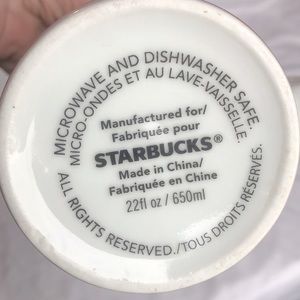 MICROWAVE AND DISHWASHER SAFE.
MICRO-ONDES ET AU LAVE-VAISSELLE.
Manufactured for/
Fabriquée pour
STARBUCKS®
Made in China/
Fabriquée en Chine
22fl oz / 650ml
ALL RIGHTS RESERVED./TOUS DROITS RÉSERVÉS.